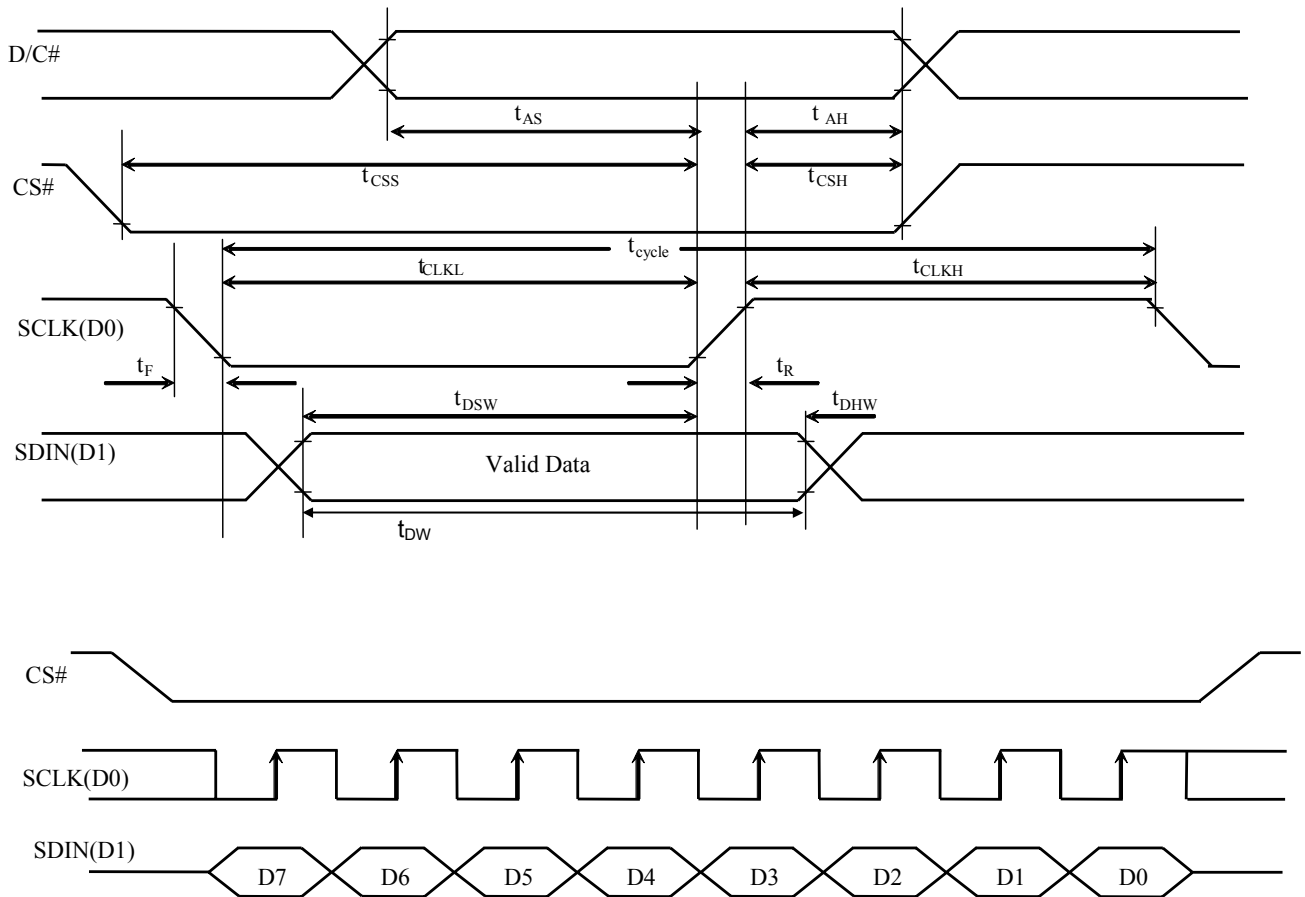 D/C#
tAS
t AH
CS#
tCSS
tCSH
tcycle
tCLKL
tCLKH
SCLK(D0)
tF
tR
tDSW
tDHW
SDIN(D1)
Valid Data
tDW
CS#
SCLK(D0)
SDIN(D1)
D7 D6 D5 D4 D3 D2 D1 D0